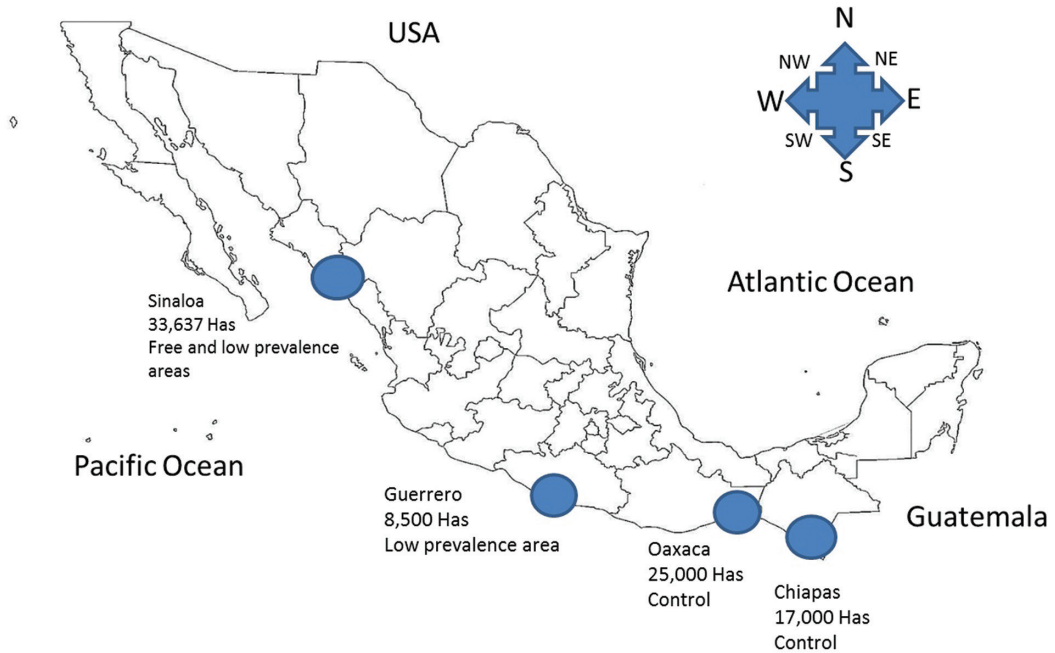 USA
N
NW
NE
W
E
SW
SE
S
Atlantic Ocean
Sinaloa
33,637 Has
Free and low prevalence
areas
Pacific Ocean
Guerrero
8,500 Has
Low prevalence area
Guatemala
Oaxaca
25,000 Has
Control
Chiapas
17,000 Has
Control